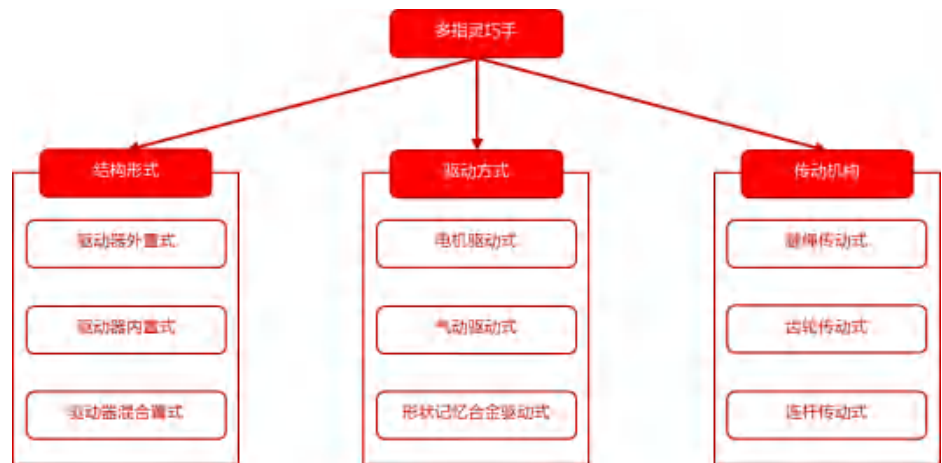 多指灵巧手
结构形式
驱动器外置式
驱动器内置式
驱动器混合置式
驱动方式
电机驱动式
气动驱动式
形状记忆合金驱动式
传动机构
腱绳传动式
齿轮传动式
连杆传动式